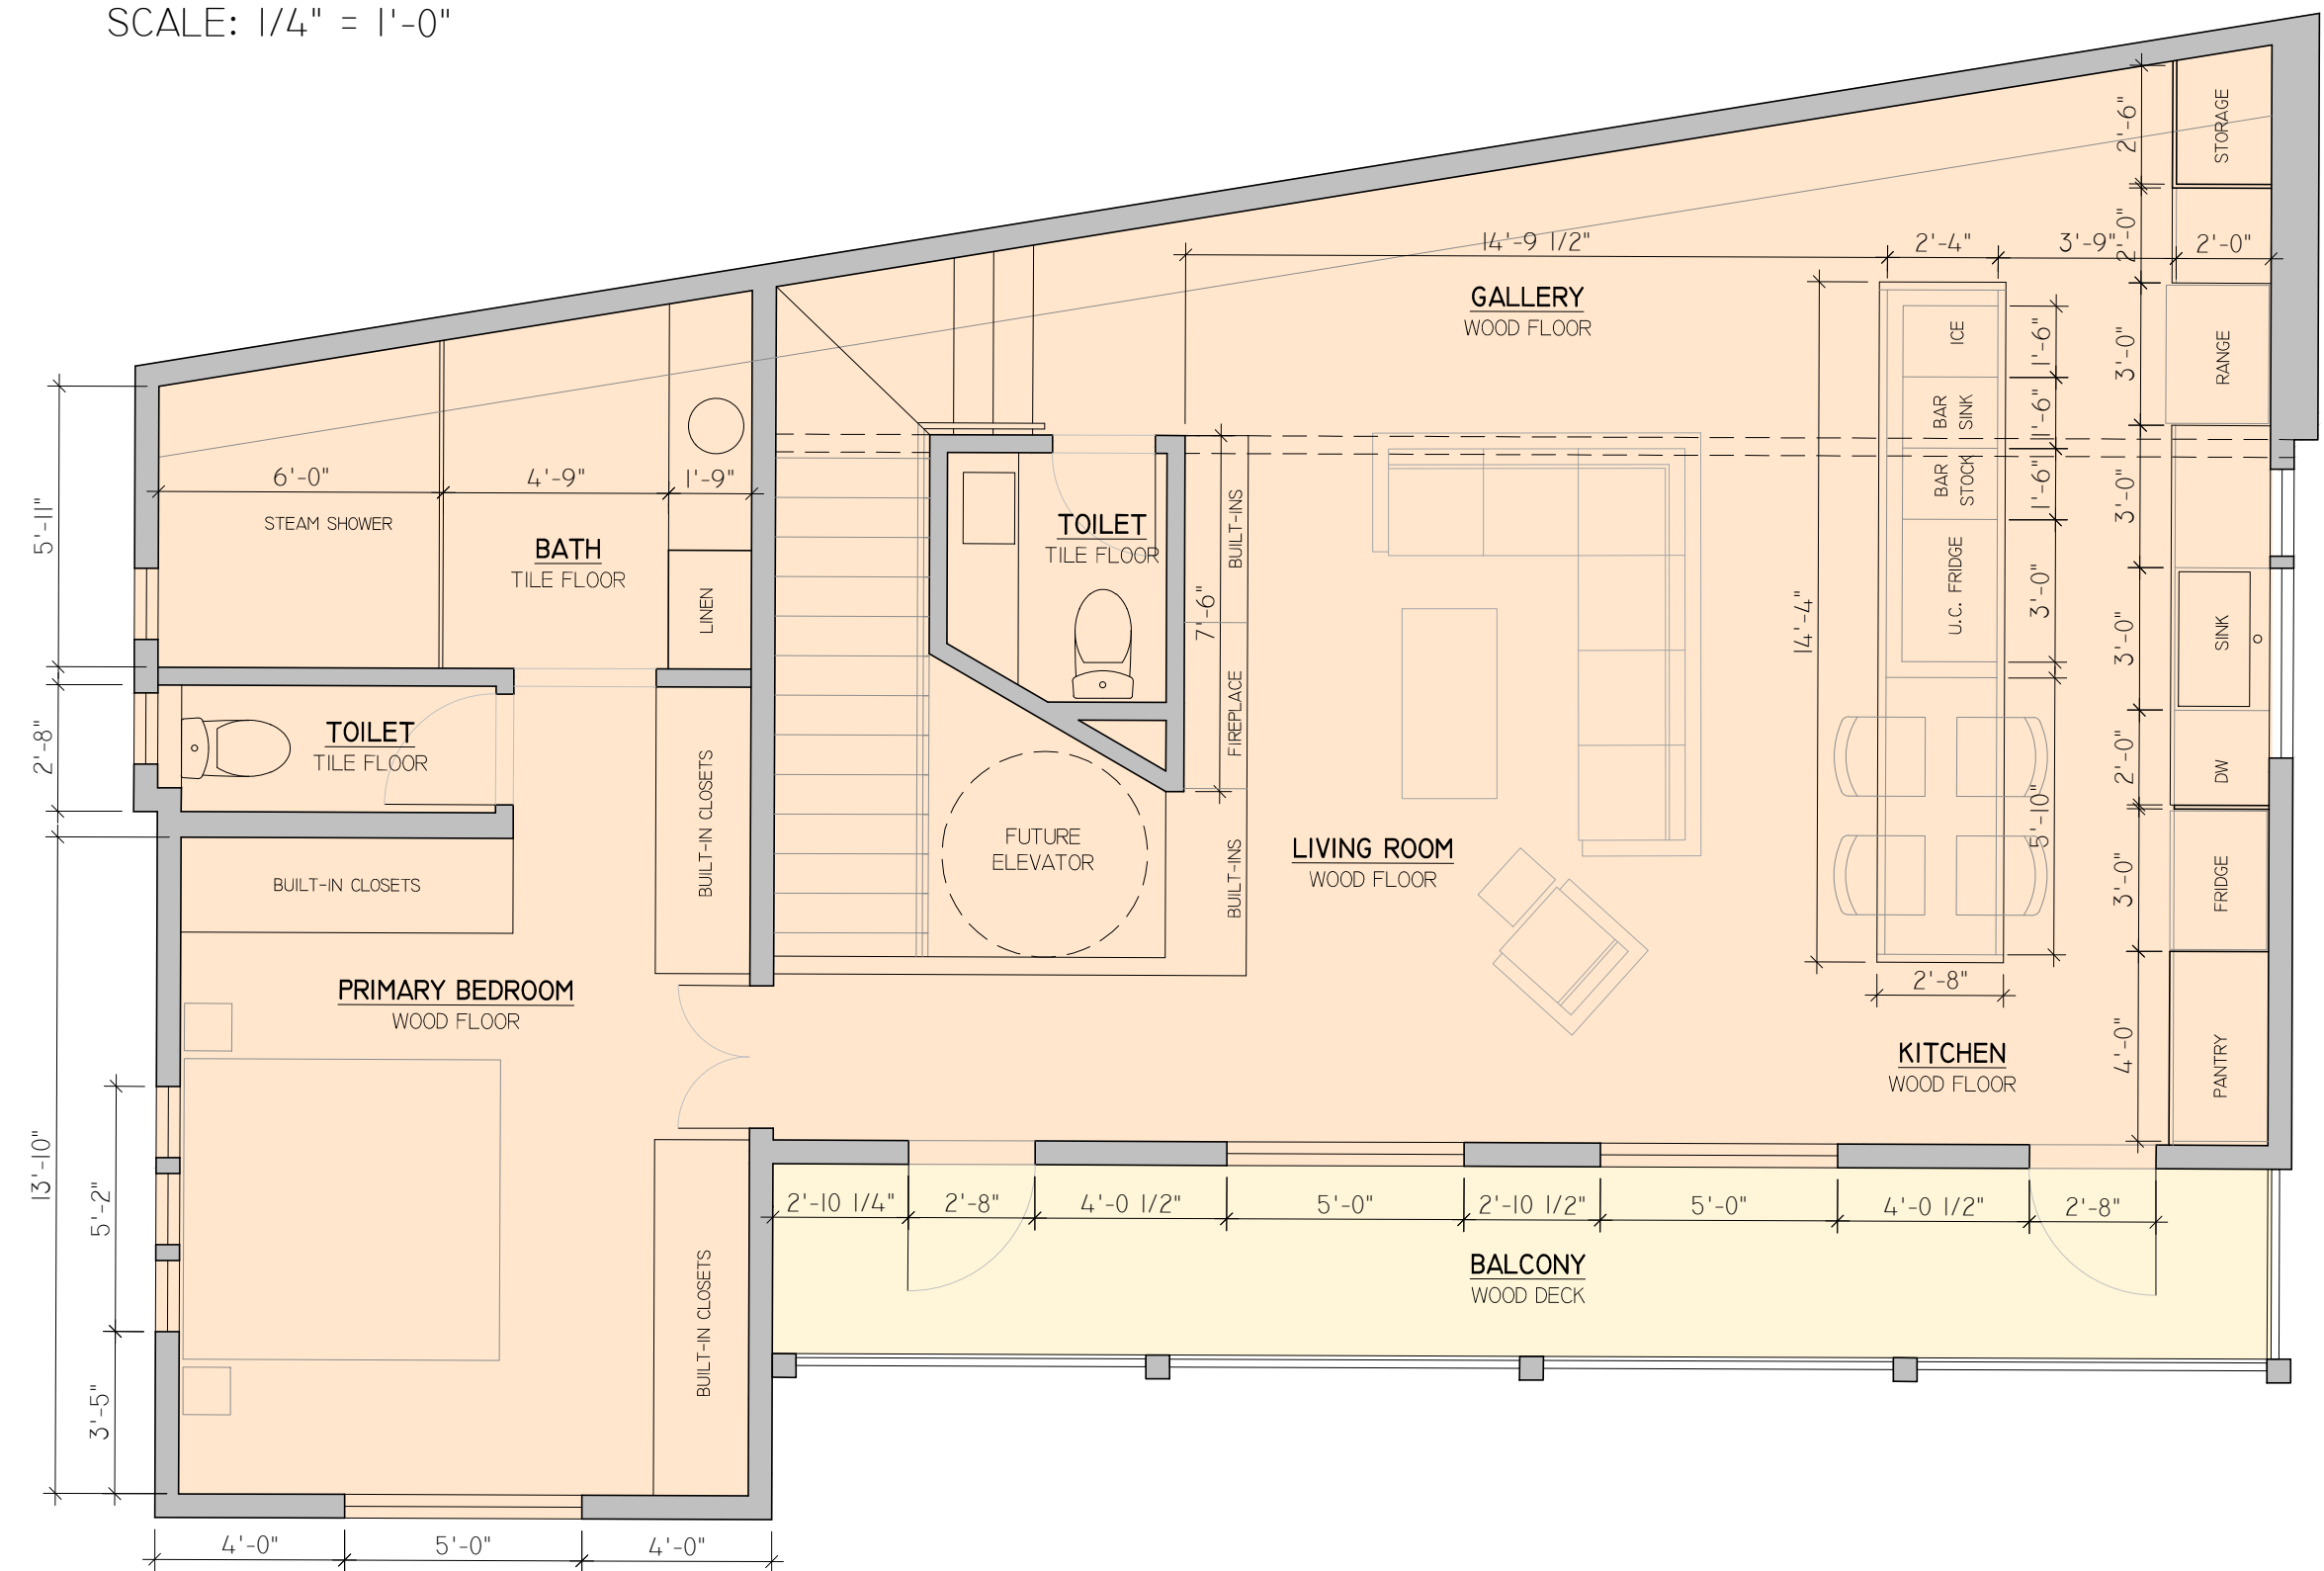 SCALE: 1/4" = 1'-0"
STORAGE
2'-6"
2'-0"
14'-9 1/2"
2'-4"
3'-9"
2'-0"
GALLERY
WOOD FLOOR
ICE
1'-6"
3'-0"
RANGE
BAR
SINK
1'-6"
BAR
STOCK
1'-6"
3'-0"
U.C. FRIDGE
3'-0"
14'-4"
3'-0"
SINK
2'-0"
DW
5'-10"
3'-0"
FRIDGE
2'-8"
4'-0"
PANTRY
KITCHEN
WOOD FLOOR
6'-0"
4'-9"
1'-9"
5'-11"
STEAM SHOWER
BATH
TILE FLOOR
LINEN
TOILET
TILE FLOOR
BUILT-INS
7'-6"
FIREPLACE
BUILT-INS
2'-8"
TOILET
TILE FLOOR
BUILT-IN CLOSETS
FUTURE
ELEVATOR
LIVING ROOM
WOOD FLOOR
BUILT-IN CLOSETS
PRIMARY BEDROOM
WOOD FLOOR
13'-10"
5'-2"
3'-5"
BUILT-IN CLOSETS
2'-10 1/4"
2'-8"
4'-0 1/2"
5'-0"
2'-10 1/2"
5'-0"
4'-0 1/2"
2'-8"
BALCONY
WOOD DECK
4'-0"
5'-0"
4'-0"